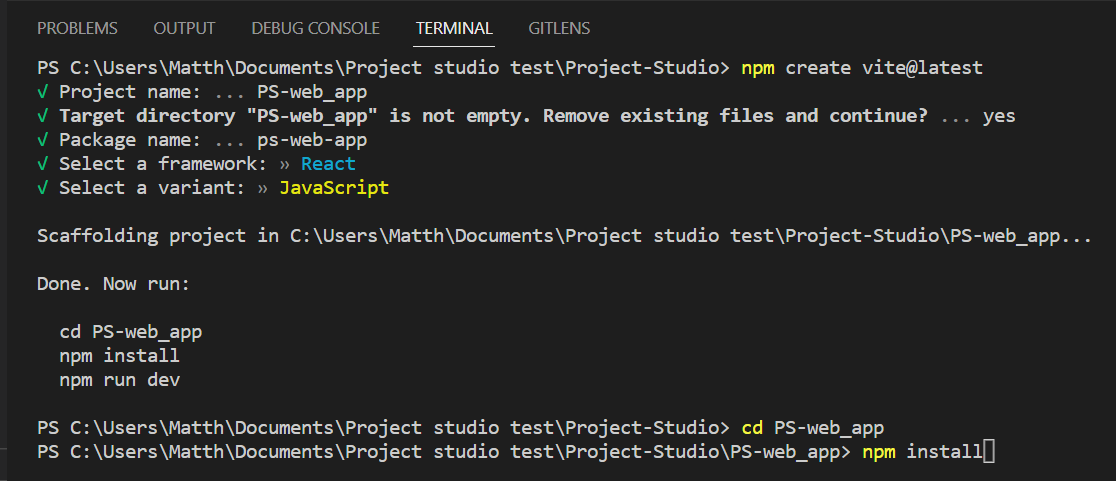 PROBLEMS OUTPUT DEBUG CONSOLE TERMINAL GITLENS
PS C:\Users\Matth\Documents\Project studio test\Project-Studio> npm create vite@latest
√ Project name: ... PS-web_app
√ Target directory "PS-web_app" is not empty. Remove existing files and continue? ... yes
√ Package name: ... ps-web-app
√ Select a framework: » React
√ Select a variant: » JavaScript
Scaffolding project in C:\Users\Matth\Documents\Project studio test\Project-Studio\PS-web_app...
Done. Now run:
cd PS-web_app
npm install
npm run dev
PS C:\Users\Matth\Documents\Project studio test\Project-Studio> cd PS-web_app
PS C:\Users\Matth\Documents\Project studio test\Project-Studio\PS-web_app> npm install